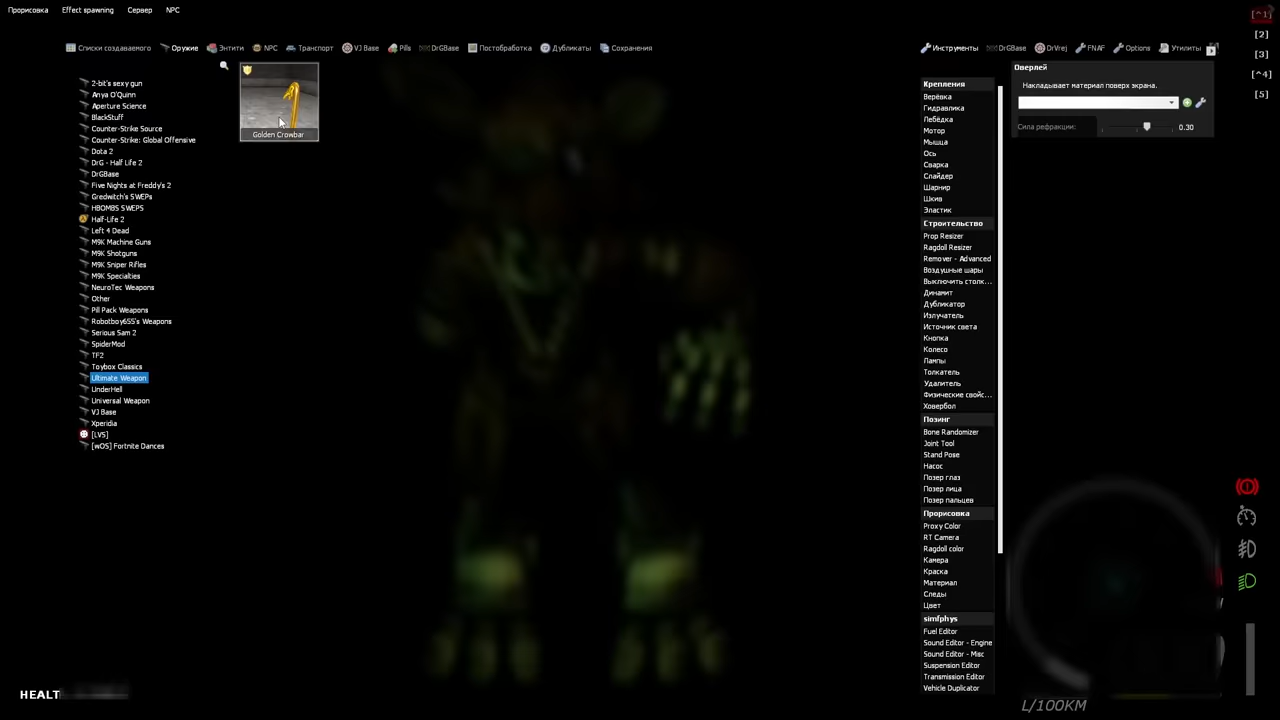 Прорисовка Effect spawning Сервер NPC
[^1]
[2]
[3]
[^4]
[5]
Списки создаваемого Оружие Энтити NPC Транспорт VJ Base Pills DrGBase Постобработка Дубликаты Сохранения
2-bit's sexy gun
Anya O'Quinn
Aperture Science
BlackStuff
Counter-Strike Source
Counter-Strike: Global Offensive
Dota 2
DrG - Half Life 2
DrGBase
Five Nights at Freddy's 2
Gredwitch's SWEPs
HBOMBS SWEPS
Half-Life 2
Left 4 Dead
M9K Machine Guns
M9K Shotguns
M9K Sniper Rifles
M9K Specialties
NeuroTec Weapons
Other
Pill Pack Weapons
Robotboy655's Weapons
Serious Sam 2
SpiderMod
TF2
Toybox Classics
Ultimate Weapon
UnderHell
Universal Weapon
VJ Base
Xperidia
[LVS]
[wOS] Fortnite Dances
Golden Crowbar
Инструменты DrGBase DrVrej FNAF Options Утилиты
Крепления
Верёвка
Гидравлика
Лебёдка
Мотор
Мышца
Ось
Сварка
Слайдер
Шарнир
Шкив
Эластик
Строительство
Prop Resizer
Ragdoll Resizer
Remover - Advanced
Воздушные шары
Выключить столк...
Динамит
Дубликатор
Излучатель
Источник света
Кнопка
Колесо
Лампы
Толкатель
Удалитель
Физические свойс...
Ховербол
Позинг
Bone Randomizer
Joint Tool
Stand Pose
Насос
Позер глаз
Позер лица
Позер пальцев
Прорисовка
Proxy Color
RT Camera
Ragdoll color
Камера
Краска
Материал
Следы
Цвет
simfphys
Fuel Editor
Sound Editor - Engine
Sound Editor - Misc
Suspension Editor
Transmission Editor
Vehicle Duplicator
Оверлей
Накладывает материал поверх экрана.
Сила рефракции: 0.30
HEALT
L/100KM